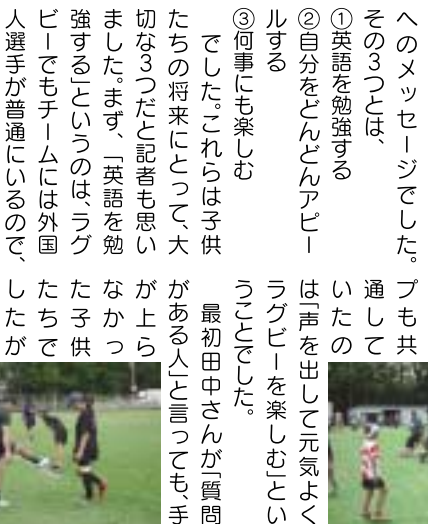 へのメッセージでした。
その3つとは、
①英語を勉強する
②自分をどんどんアピー
ルする
③何事にも楽しむ
でした。これらは子供
たちの将来にとって、大
切な3つだと記者も思い
ました。まず、「英語を勉
強する」というのは、ラグ
ビーでもチームには外国
人選手が普通にいるので、
プも共
通して
いたの
は「声を出して元気よく
ラグビーを楽しむ」とい
うことでした。
最初田中さんが「質問
がある人」と言っても、手
が上ら
なかっ
た子供
たちで
したが